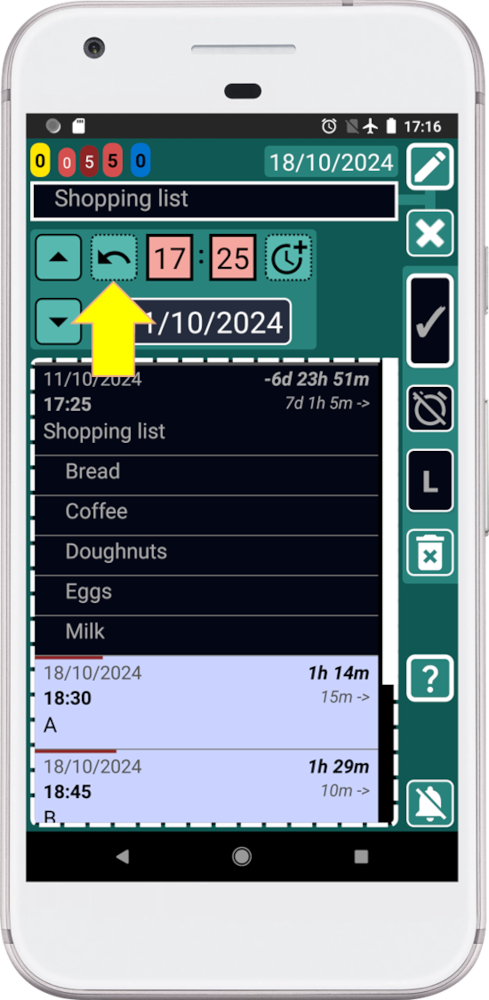 17:16
0 0 5 5 0 18/10/2024
Shopping list
17 : 25
1/10/2024
11/10/2024 -6d 23h 51m
17:25 7d 1h 5m ->
Shopping list
Bread
Coffee
Doughnuts
Eggs
Milk
L
18/10/2024 1h 14m
18:30 15m ->
A
?
18/10/2024 1h 29m
18:45 10m ->
B